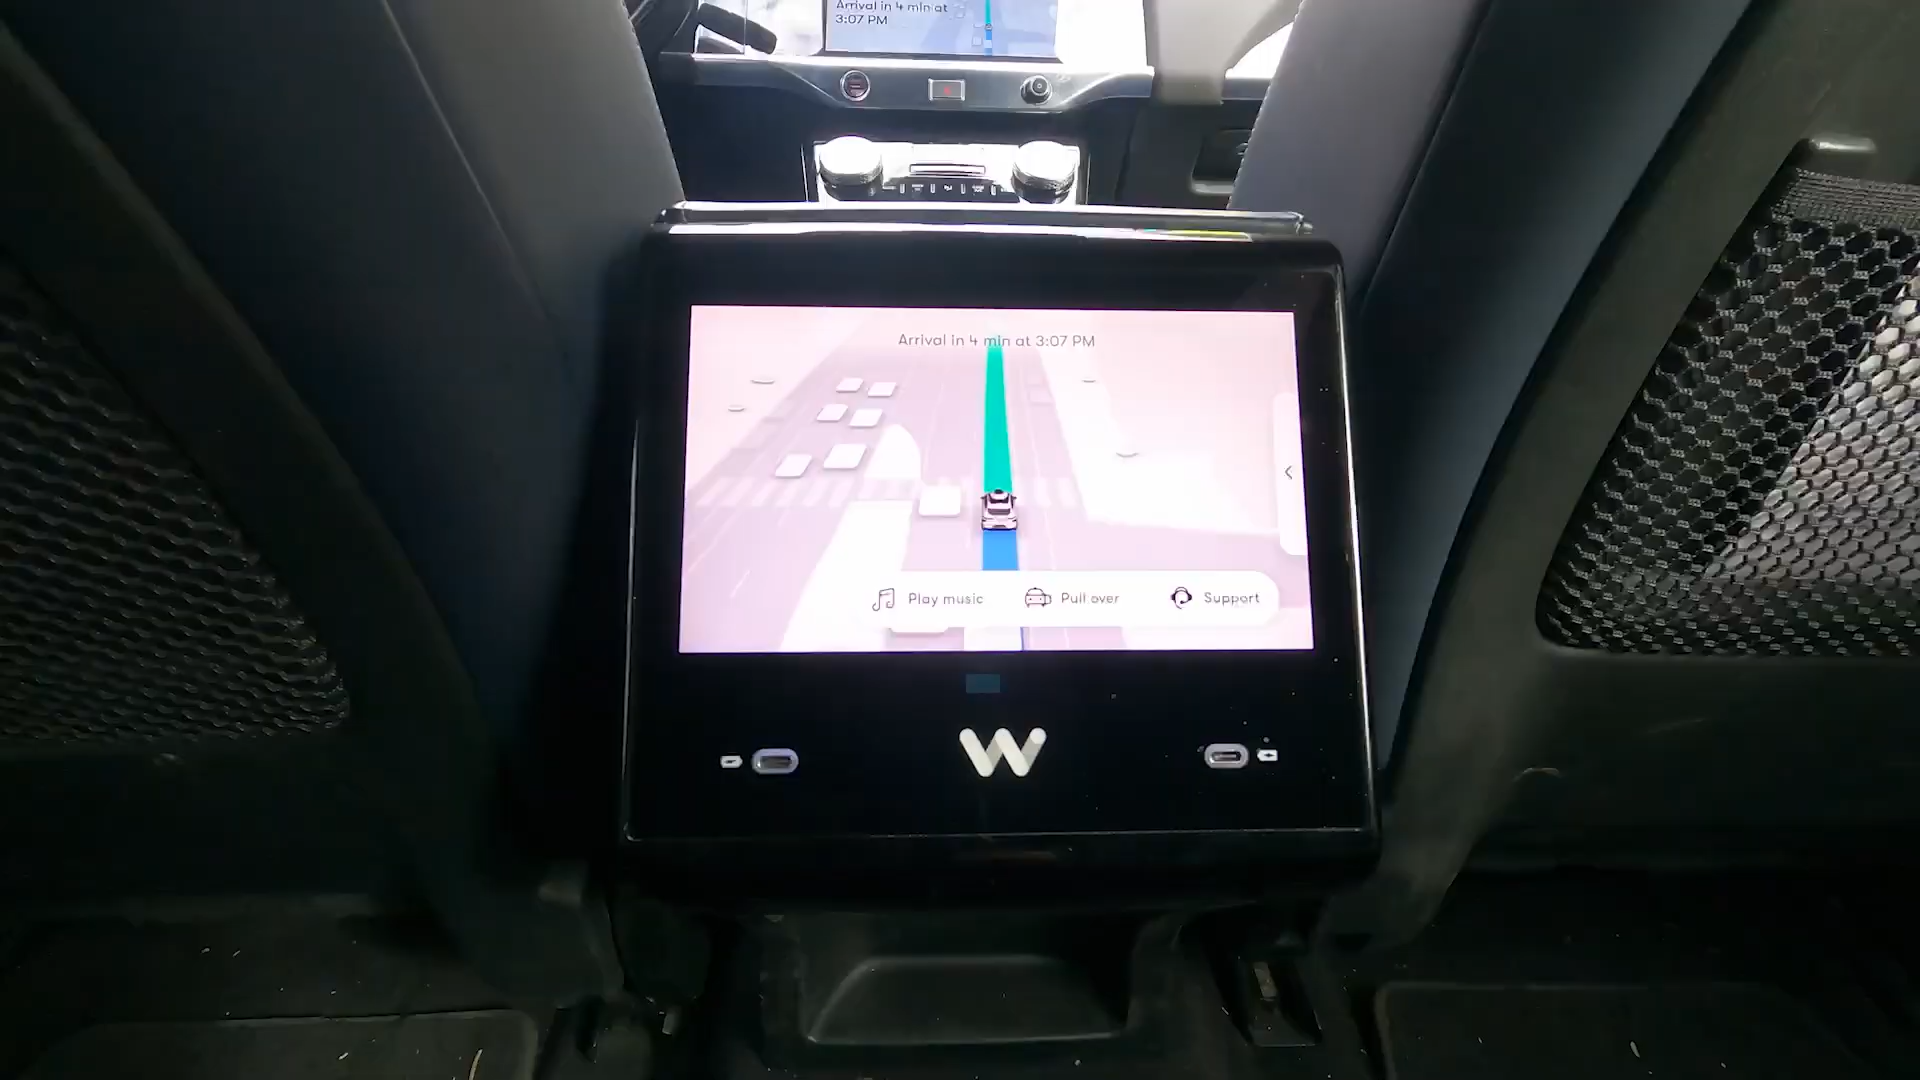 Arrival in 4 min at
3:07 PM
Arrival in 4 min at 3:07 PM
Play music
Pull over
Support
W